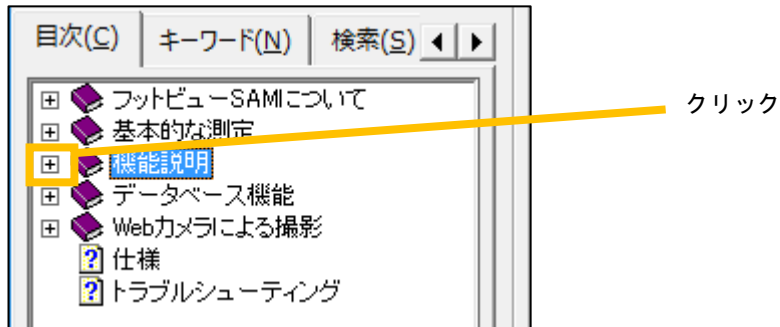 目次(C) キーワード(N) 検索(S)
フットビューSAMについて
クリック
基本的な測定
機能説明
データベース機能
Webカメラによる撮影
仕様
トラブルシューティング